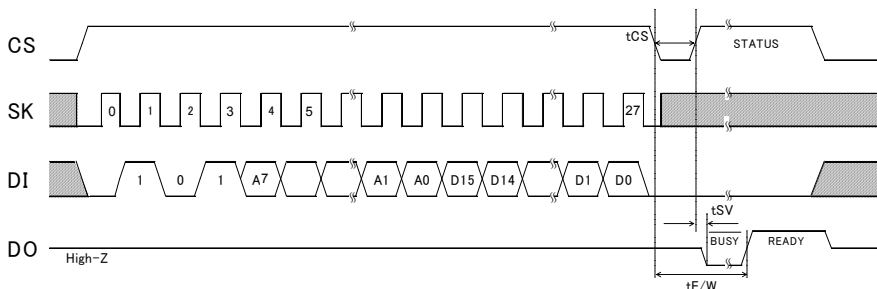 CS tCS STATUS
SK 0 1 2 3 4 5 27
DI 1 0 1 A7 A1 A0 D15 D14 D1 D0
tSV
DO BUSY READY
High-Z
tE/W